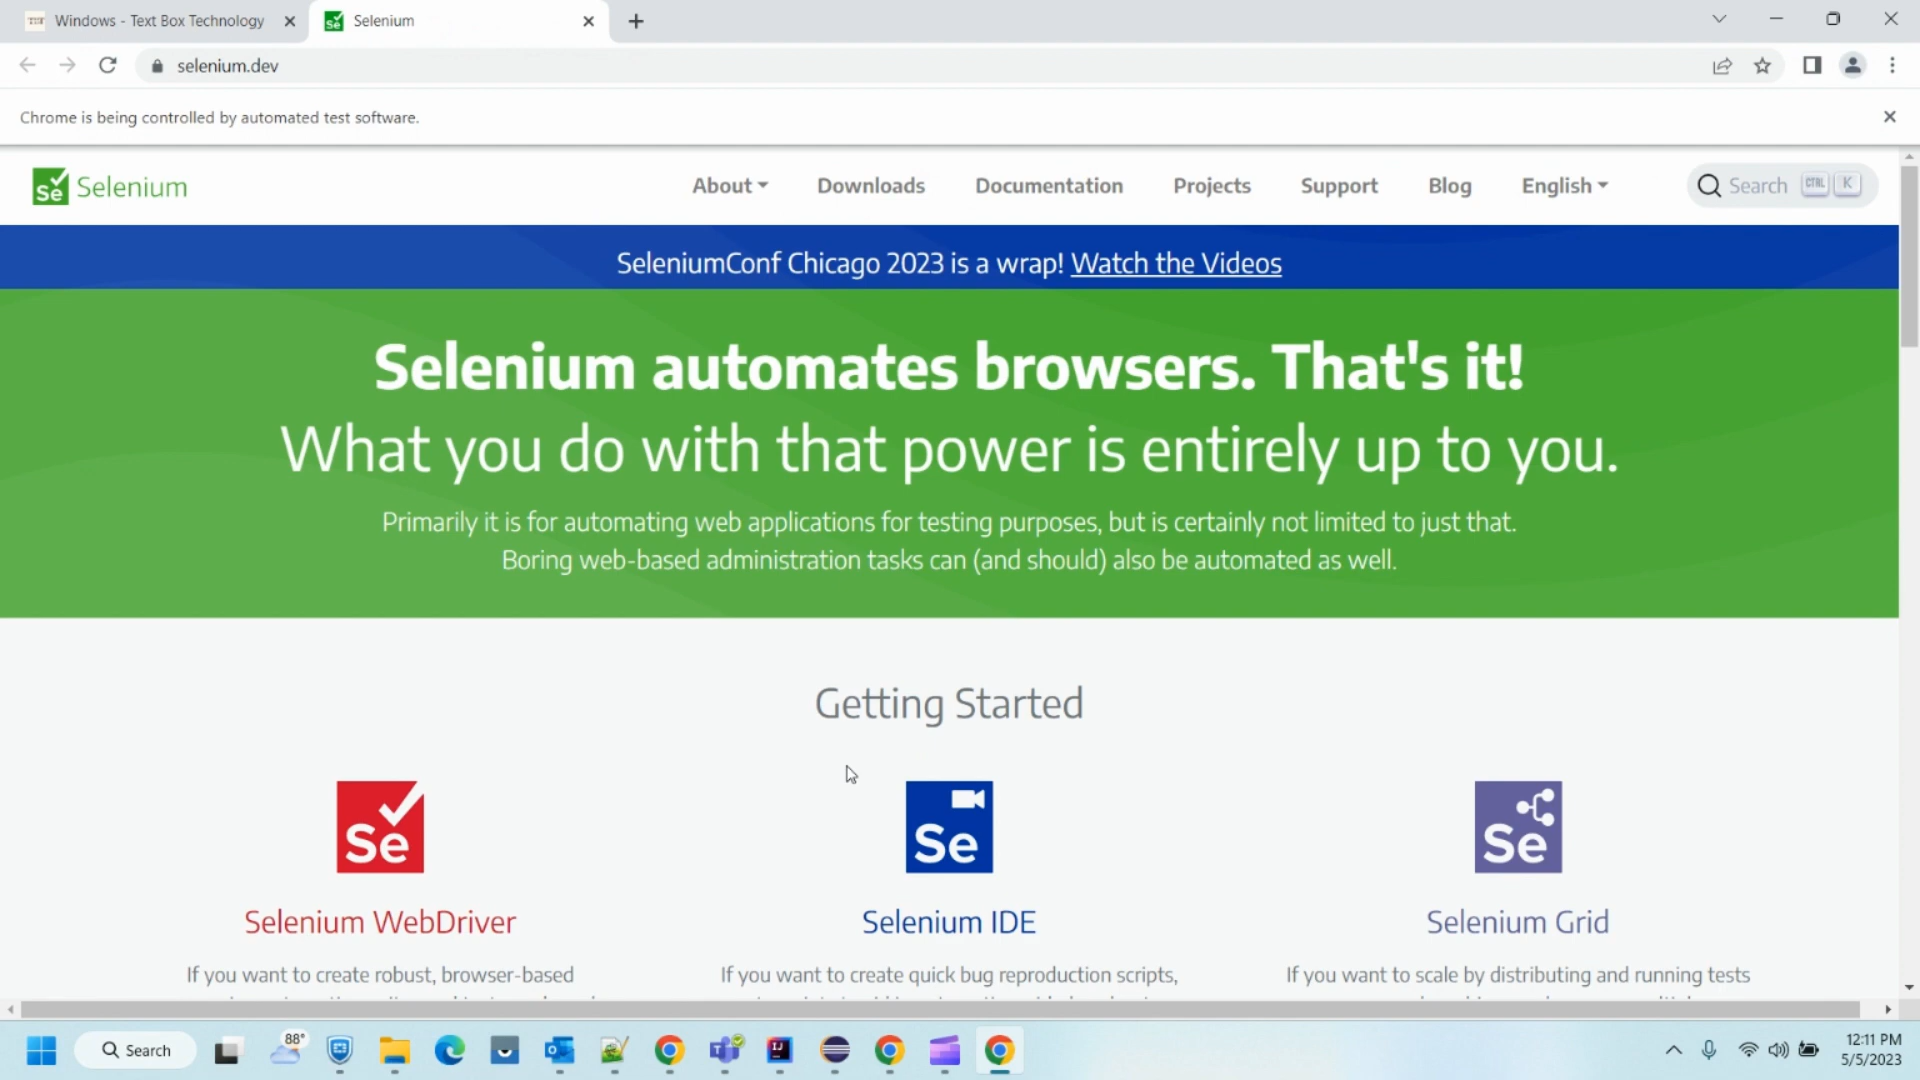 Windows - Text Box Technology
Selenium
selenium.dev
Chrome is being controlled by automated test software.
Se Selenium
About
Downloads
Documentation
Projects
Support
Blog
English
Search CTRL K
SeleniumConf Chicago 2023 is a wrap! Watch the Videos
Selenium automates browsers. That's it!
What you do with that power is entirely up to you.
Primarily it is for automating web applications for testing purposes, but is certainly not limited to just that.
Boring web-based administration tasks can (and should) also be automated as well.
Getting Started
Se
Se
Se
Selenium WebDriver
Selenium IDE
Selenium Grid
If you want to create robust, browser-based
If you want to create quick bug reproduction scripts,
If you want to scale by distributing and running tests
Search
88°
12:11 PM
5/5/2023